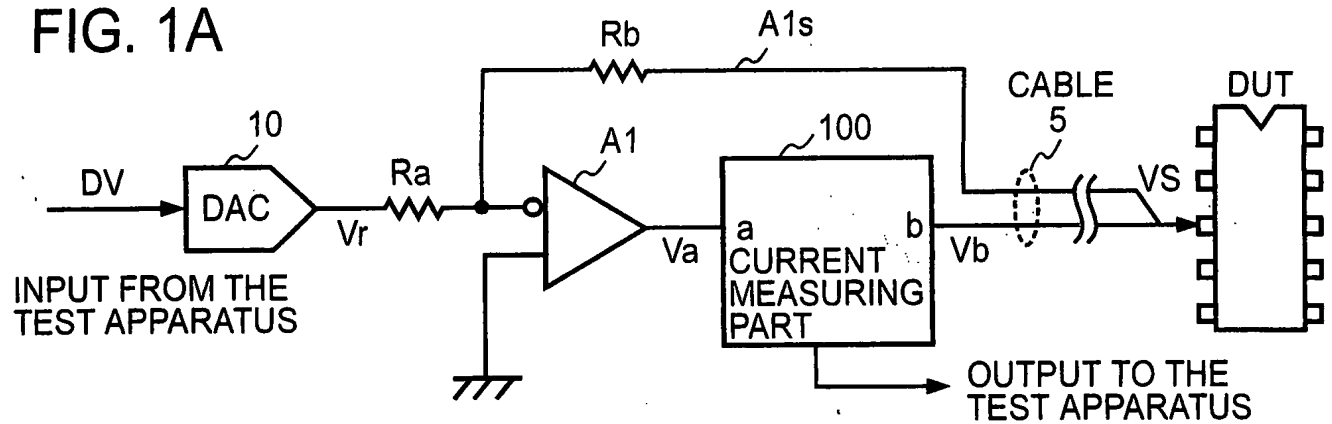 FIG. 1A
Rb
A1s
CABLE
5
DUT
10
A1
100
DV
DAC
Ra
Vr
Va
a
b
Vb
VS
CURRENT
MEASURING
PART
INPUT FROM THE
TEST APPARATUS
OUTPUT TO THE
TEST APPARATUS